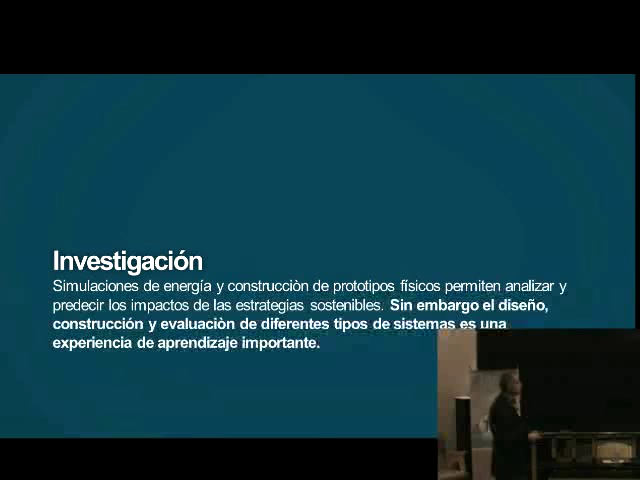 Investigación
Simulaciones de energía y construcciòn de prototipos físicos permiten analizar y
predecir los impactos de las estrategias sostenibles. Sin embargo el diseño,
construcción y evaluaciòn de diferentes tipos de sistemas es una
experiencia de aprendizaje importante.